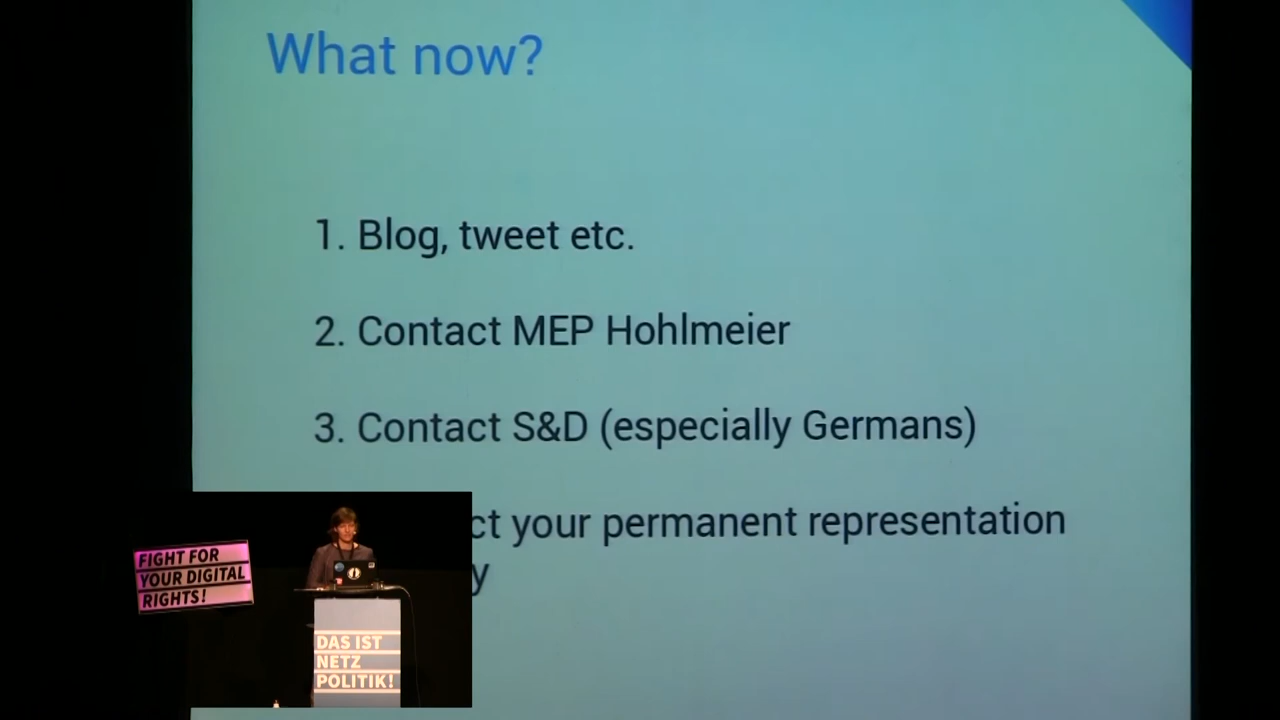 What now?
1. Blog, tweet etc.
2. Contact MEP Hohlmeier
3. Contact S&D (especially Germans)
ct your permanent representation
y
FIGHT FOR
YOUR DIGITAL
RIGHTS!
DAS IST
NETZ
POLITIK!